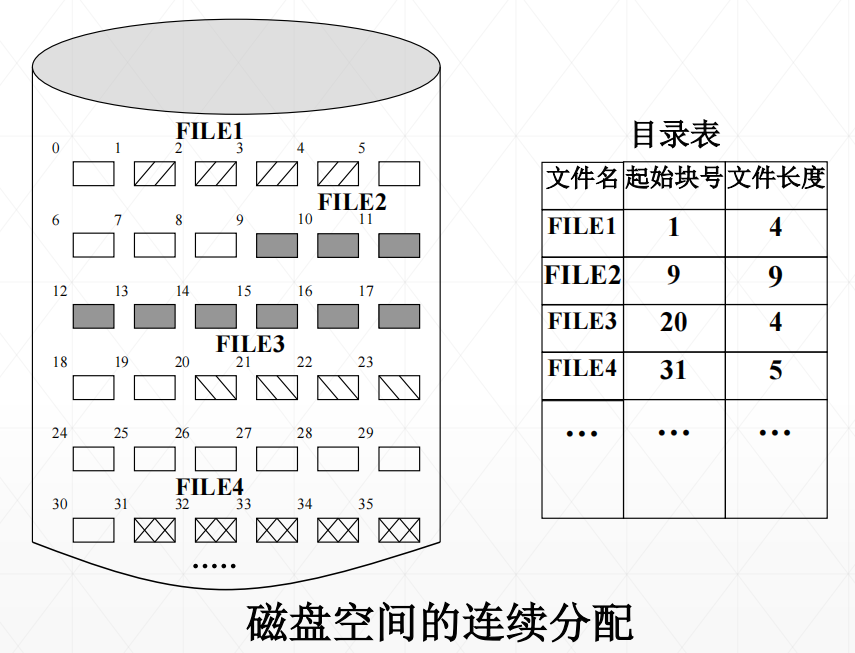 FILE1
0 1 2 3 4 5
FILE2
6 7 8 9 10 11
12 13 14 15 16 17
FILE3
18 19 20 21 22 23
24 25 26 27 28 29
FILE4
30 31 32 33 34 35
.....
目录表
文件名 起始块号 文件长度
FILE1 1 4
FILE2 9 9
FILE3 20 4
FILE4 31 5
… … …
磁盘空间的连续分配